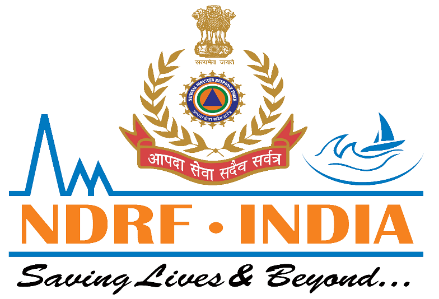 सत्यमेव जयते
आपदा सेवा सदैव सर्वत्र
NDRF • INDIA
Saving Lives & Beyond...